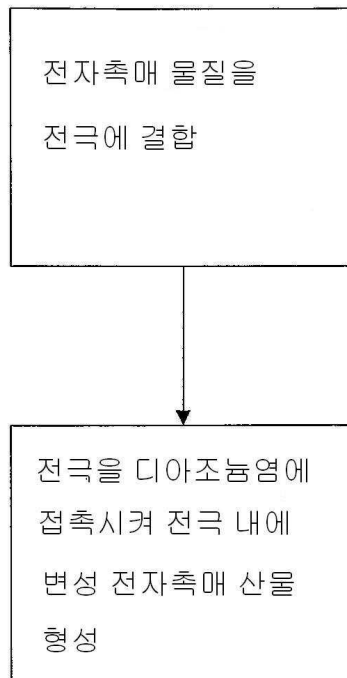 전자촉매 물질을
전극에 결합
전극을 디아조늄염에
접촉시켜 전극 내에
변성 전자촉매 산물
형성